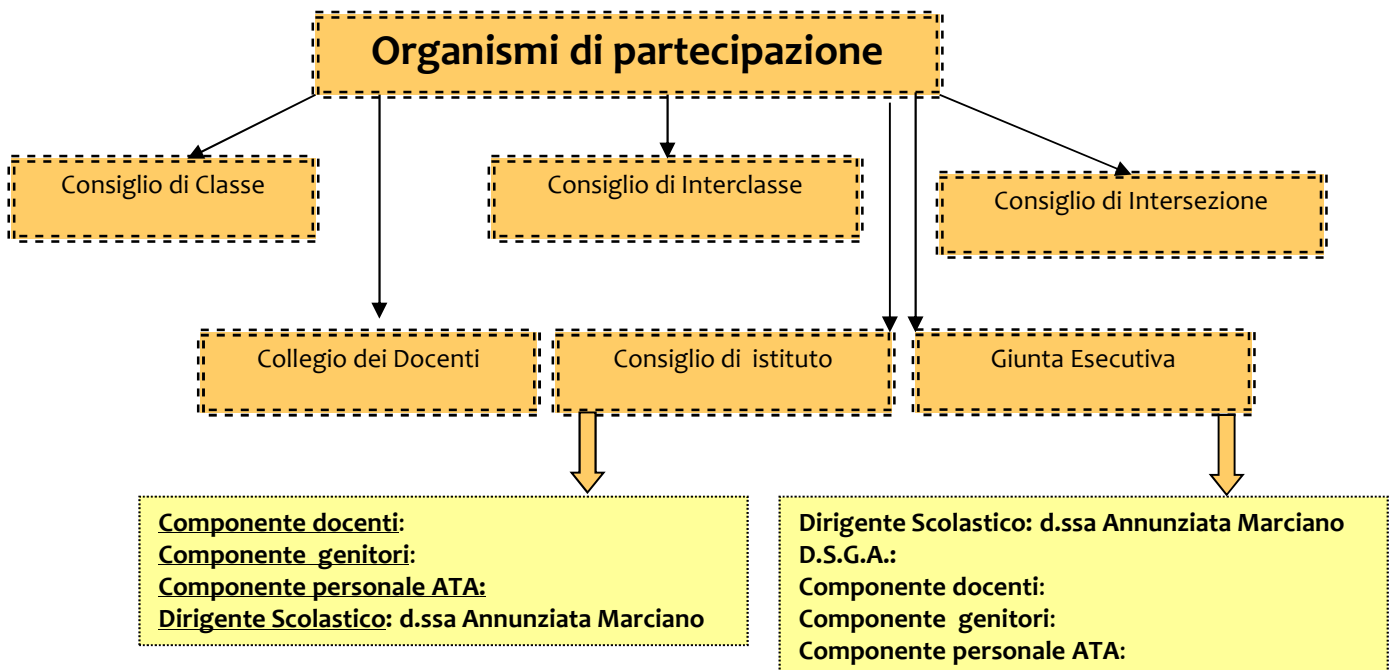 Organismi di partecipazione
Consiglio di Classe
Consiglio di Interclasse
Consiglio di Intersezione
Collegio dei Docenti
Consiglio di istituto
Giunta Esecutiva
Componente docenti:
Componente genitori:
Componente personale ATA:
Dirigente Scolastico: d.ssa Annunziata Marciano
Dirigente Scolastico: d.ssa Annunziata Marciano
D.S.G.A.:
Componente docenti:
Componente genitori:
Componente personale ATA: